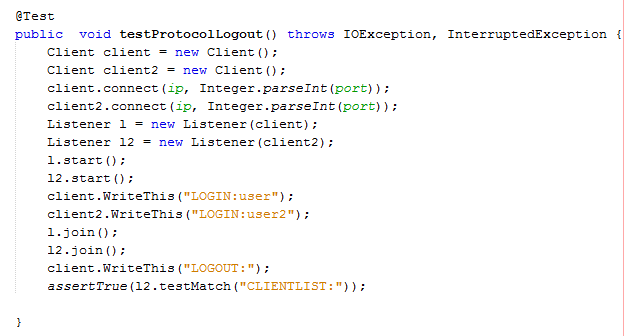 @Test
public  void testProtocolLogout() throws IOException, InterruptedException {
    Client client = new Client();
    Client client2 = new Client();
    client.connect(ip, Integer.parseInt(port));
    client2.connect(ip, Integer.parseInt(port));
    Listener l = new Listener(client);
    Listener l2 = new Listener(client2);
    l.start();
    l2.start();
    client.WriteThis("LOGIN:user");
    client2.WriteThis("LOGIN:user2");
    l.join();
    l2.join();
    client.WriteThis("LOGOUT:");
    assertTrue(l2.testMatch("CLIENTLIST:"));
}